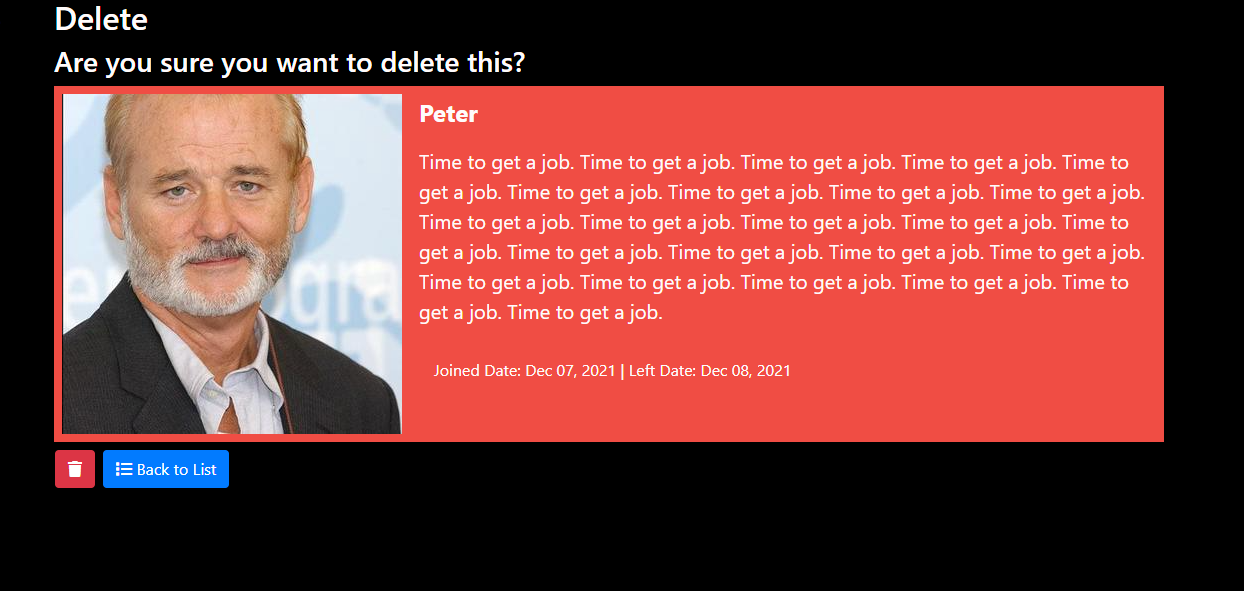 Delete
Are you sure you want to delete this?
Peter
Time to get a job. Time to get a job. Time to get a job. Time to get a job. Time to
get a job. Time to get a job. Time to get a job. Time to get a job. Time to get a job.
Time to get a job. Time to get a job. Time to get a job. Time to get a job. Time to
get a job. Time to get a job. Time to get a job. Time to get a job. Time to get a job.
Time to get a job. Time to get a job. Time to get a job. Time to get a job. Time to
get a job. Time to get a job.
Joined Date: Dec 07, 2021 | Left Date: Dec 08, 2021
Back to List